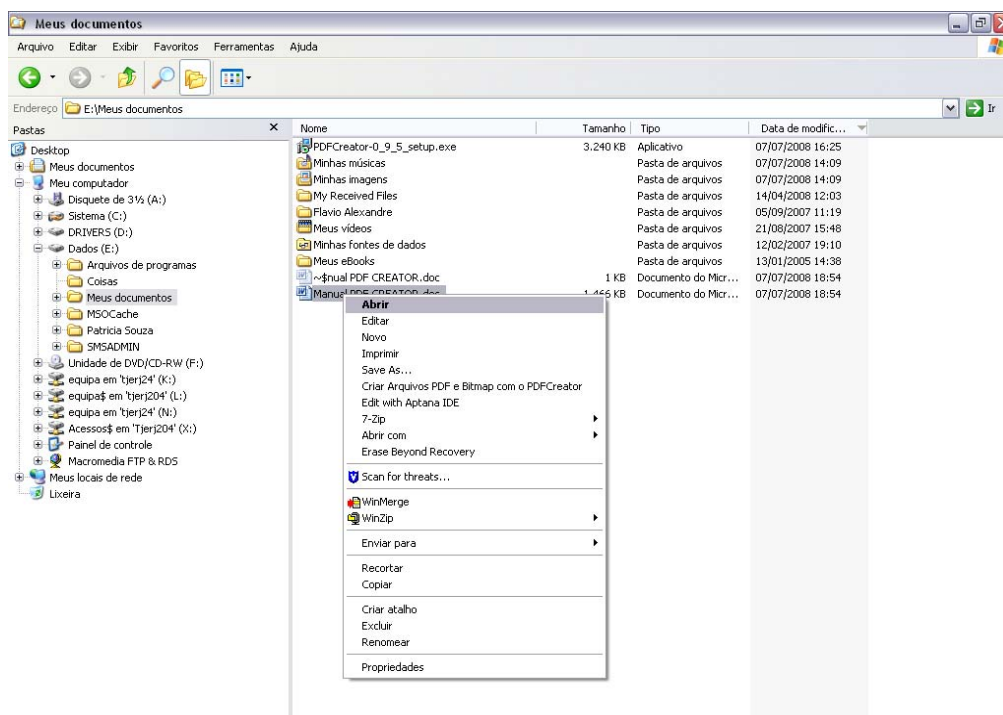 Meus documentos
Arquivo Editar Exibir Favoritos Ferramentas Ajuda
Endereço E:\Meus documentos Ir
Pastas
Desktop
Meus documentos
Meu computador
Disquete de 3½ (A:)
Sistema (C:)
DRIVERS (D:)
Dados (E:)
Arquivos de programas
Coisas
Meus documentos
MSOCache
Patricia Souza
SMSADMIN
Unidade de DVD/CD-RW (F:)
equipa em 'tjerj24' (K:)
equipa$ em 'tjerj204' (L:)
equipa em 'tjerj24' (N:)
Acessos$ em 'Tjerj204' (X:)
Painel de controle
Macromedia FTP & RDS
Meus locais de rede
Lixeira
Nome Tamanho Tipo Data de modific...
PDFCreator-0_9_5_setup.exe 3.240 KB Aplicativo 07/07/2008 16:25
Minhas músicas Pasta de arquivos 07/07/2008 14:09
Minhas imagens Pasta de arquivos 07/07/2008 14:09
My Received Files Pasta de arquivos 14/04/2008 12:03
Flavio Alexandre Pasta de arquivos 05/09/2007 11:19
Meus vídeos Pasta de arquivos 21/08/2007 15:48
Minhas fontes de dados Pasta de arquivos 12/02/2007 19:10
Meus eBooks Pasta de arquivos 13/01/2005 14:38
~$nual PDF CREATOR.doc 1 KB Documento do Micr... 07/07/2008 18:54
Manual PDF CREATOR.doc 1.466 KB Documento do Micr... 07/07/2008 18:54
Abrir
Editar
Novo
Imprimir
Save As...
Criar Arquivos PDF e Bitmap com o PDFCreator
Edit with Aptana IDE
7-Zip
Abrir com
Erase Beyond Recovery
Scan for threats...
WinMerge
WinZip
Enviar para
Recortar
Copiar
Criar atalho
Excluir
Renomear
Propriedades